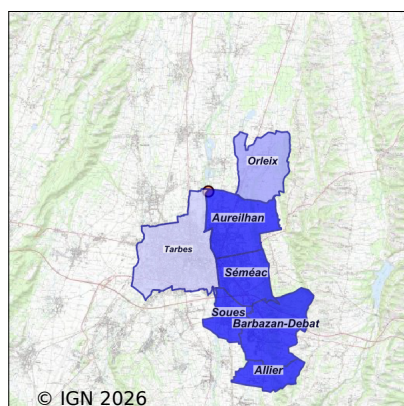 Orleix
Aureilhan
Tarbes
Séméac
Soues
Barbazan-Debat
Allier
© IGN 2026